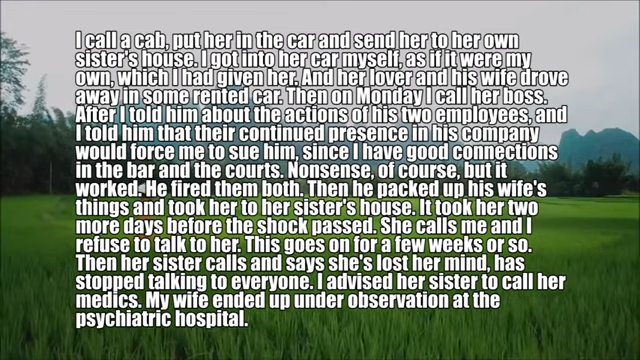 I call a cab, put her in the car and send her to her own
sister's house. I got into her car myself, as if it were my
own, which I had given her. And her lover and his wife drove
away in some rented car. Then on Monday I call her boss.
After I told him about the actions of his two employees, and
I told him that their continued presence in his company
would force me to sue him, since I have good connections
in the bar and the courts. Nonsense, of course, but it
worked. He fired them both. Then he packed up his wife's
things and took her to her sister's house. It took her two
more days before the shock passed. She calls me and I
refuse to talk to her. This goes on for a few weeks or so.
Then her sister calls and says she's lost her mind, has
stopped talking to everyone. I advised her sister to call her
medics. My wife ended up under observation at the
psychiatric hospital.